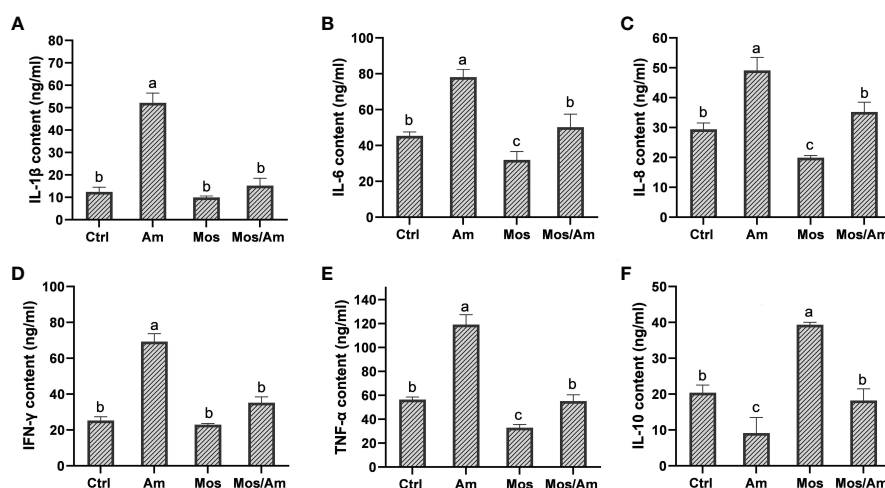 A
IL-1β content (ng/ml)
80
70
60
50
40
30
20
10
0
b
a
b
b
Ctrl Am Mos Mos/Am
B
IL-6 content (ng/ml)
100
80
60
40
20
0
b
a
c
b
Ctrl Am Mos Mos/Am
C
IL-8 content (ng/ml)
60
50
40
30
20
10
0
b
a
c
b
Ctrl Am Mos Mos/Am
D
IFN-γ content (ng/ml)
100
80
60
40
20
0
b
a
b
b
Ctrl Am Mos Mos/Am
E
TNF-α content (ng/ml)
140
120
100
80
60
40
20
0
b
a
c
b
Ctrl Am Mos Mos/Am
F
IL-10 content (ng/ml)
50
40
30
20
10
0
b
c
a
b
Ctrl Am Mos Mos/Am